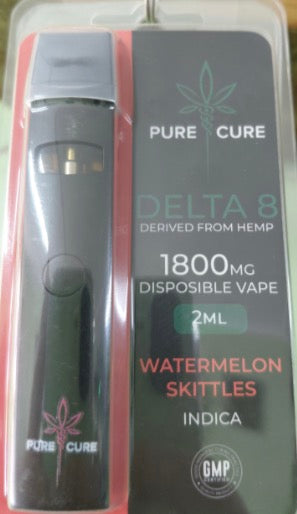 PURE CURE
DELTA 8
DERIVED FROM HEMP
1800MG
DISPOSIBLE VAPE
2ML
WATERMELON
SKITTLES
INDICA
PURE CURE
GMP